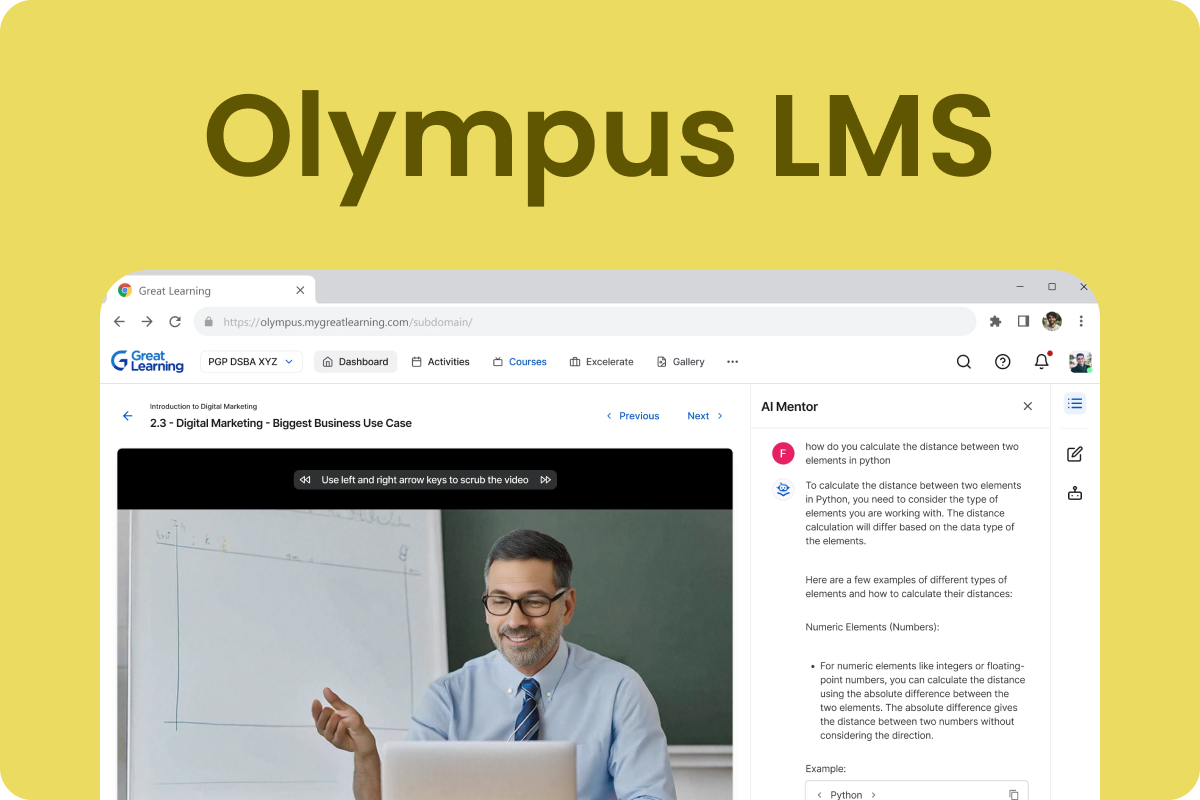 Olympus LMS
Great Learning
https://olympus.mygreatlearning.com/subdomain/
Great Learning
PGP DSBA XYZ
Dashboard
Activities
Courses
Excelerate
Gallery
Introduction to Digital Marketing
2.3 - Digital Marketing - Biggest Business Use Case
Previous
Next
Use left and right arrow keys to scrub the video
AI Mentor
F
how do you calculate the distance between two
elements in python
To calculate the distance between two elements
in Python, you need to consider the type of
elements you are working with. The distance
calculation will differ based on the data type of
the elements.
Here are a few examples of different types of
elements and how to calculate their distances:
Numeric Elements (Numbers):
• For numeric elements like integers or floating-
point numbers, you can calculate the distance
using the absolute difference between the
two elements. The absolute difference gives
the distance between two numbers without
considering the direction.
Example:
Python